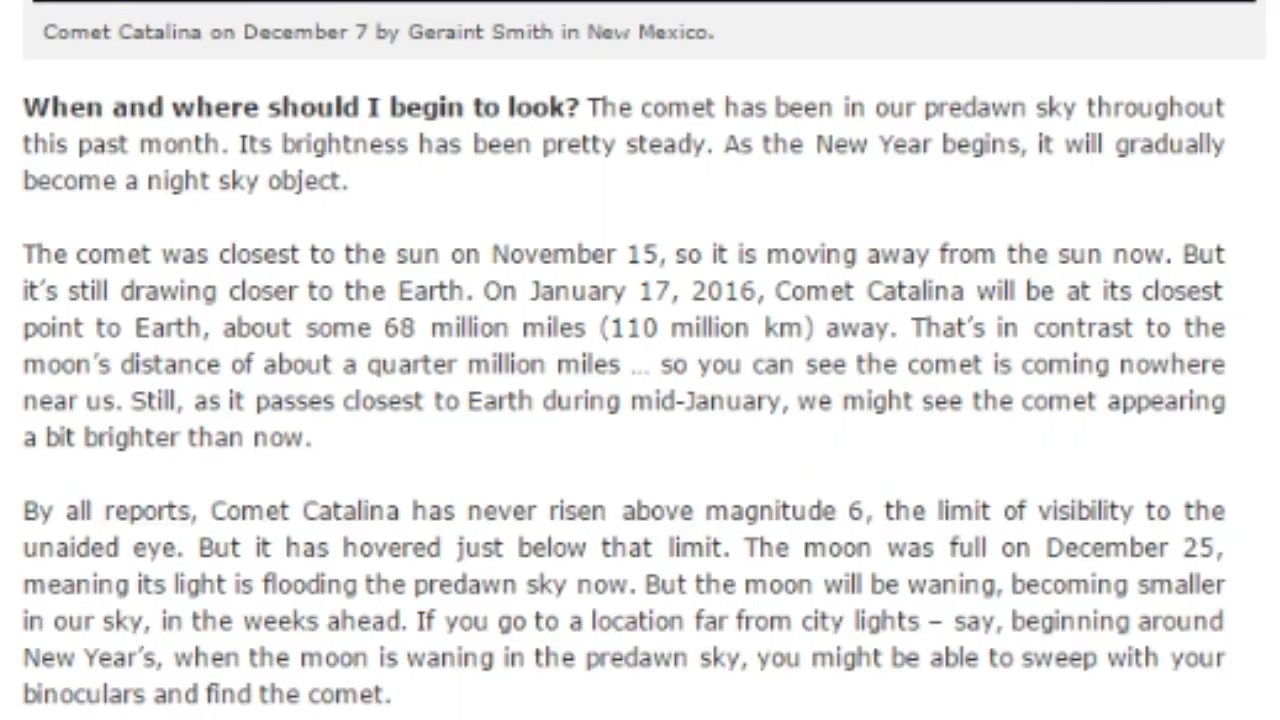 Comet Catalina on December 7 by Geraint Smith in New Mexico.
When and where should I begin to look? The comet has been in our predawn sky throughout
this past month. Its brightness has been pretty steady. As the New Year begins, it will gradually
become a night sky object.
The comet was closest to the sun on November 15, so it is moving away from the sun now. But
it's still drawing closer to the Earth. On January 17, 2016, Comet Catalina will be at its closest
point to Earth, about some 68 million miles (110 million km) away. That's in contrast to the
moon's distance of about a quarter million miles … so you can see the comet is coming nowhere
near us. Still, as it passes closest to Earth during mid-January, we might see the comet appearing
a bit brighter than now.
By all reports, Comet Catalina has never risen above magnitude 6, the limit of visibility to the
unaided eye. But it has hovered just below that limit. The moon was full on December 25,
meaning its light is flooding the predawn sky now. But the moon will be waning, becoming smaller
in our sky, in the weeks ahead. If you go to a location far from city lights – say, beginning around
New Year's, when the moon is waning in the predawn sky, you might be able to sweep with your
binoculars and find the comet.